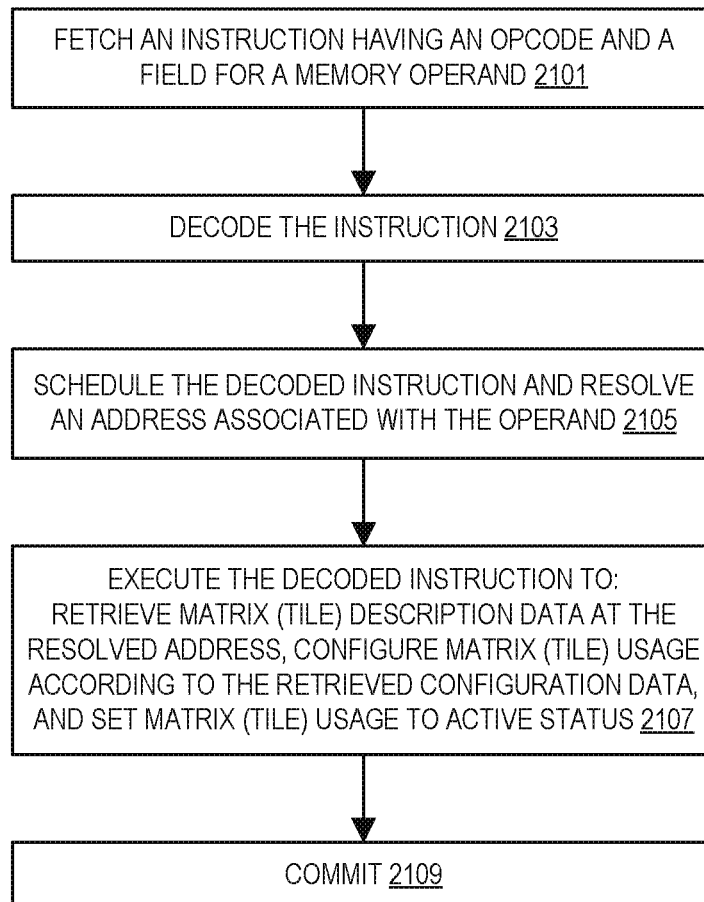 FETCH AN INSTRUCTION HAVING AN OPCODE AND A
FIELD FOR A MEMORY OPERAND 2101
DECODE THE INSTRUCTION 2103
SCHEDULE THE DECODED INSTRUCTION AND RESOLVE
AN ADDRESS ASSOCIATED WITH THE OPERAND 2105
EXECUTE THE DECODED INSTRUCTION TO:
RETRIEVE MATRIX (TILE) DESCRIPTION DATA AT THE
RESOLVED ADDRESS, CONFIGURE MATRIX (TILE) USAGE
ACCORDING TO THE RETRIEVED CONFIGURATION DATA,
AND SET MATRIX (TILE) USAGE TO ACTIVE STATUS 2107
COMMIT 2109